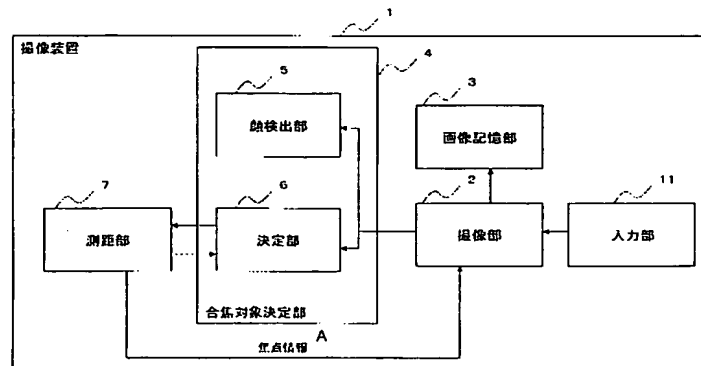 1
撮像装置
4
5
顔検出部
3
画像記憶部
7
測距部
6
決定部
2
撮像部
11
入力部
合焦対象決定部
A
焦点情報